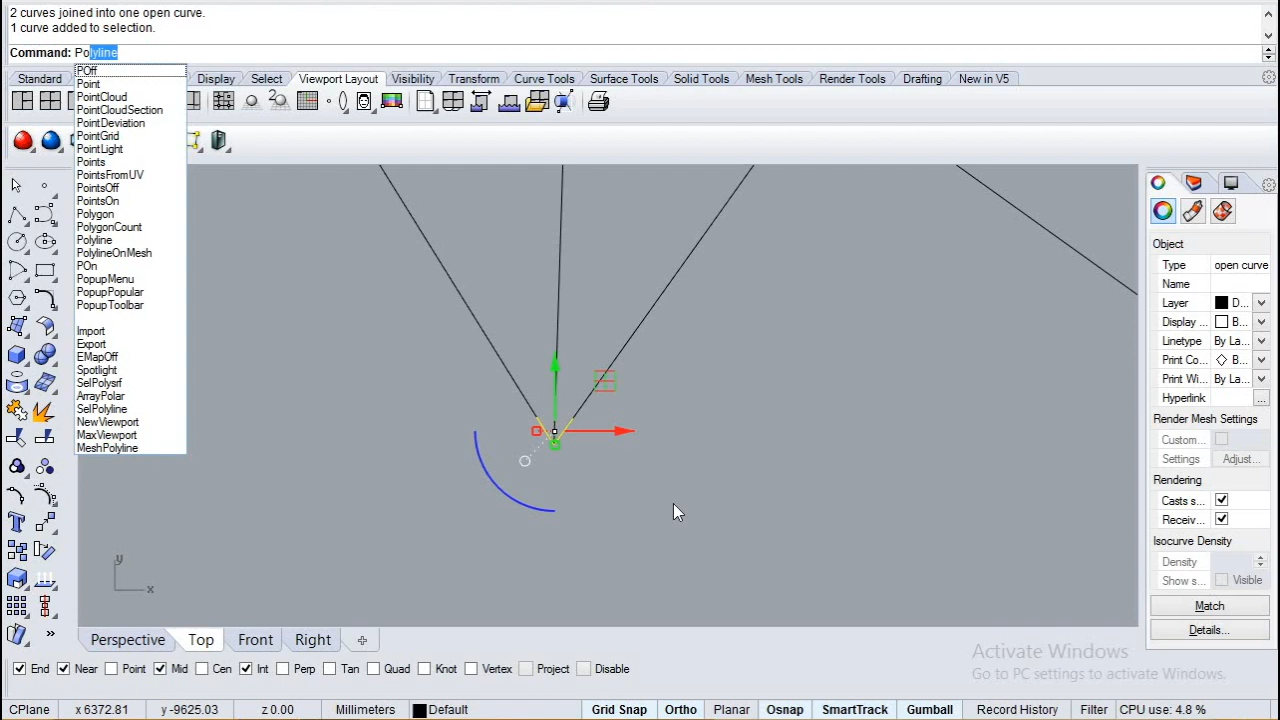 2 curves joined into one open curve.
1 curve added to selection.
Command: Polyline
Standard Display Select Viewport Layout Visibility Transform Curve Tools Surface Tools Solid Tools Mesh Tools Render Tools Drafting New in V5
POff
Point
PointCloud
PointCloudSection
PointDeviation
PointGrid
PointLight
Points
PointsFromUV
PointsOff
PointsOn
Polygon
PolygonCount
Polyline
PolylineOnMesh
POn
PopupMenu
PopupPopular
PopupToolbar
Import
Export
EMapOff
Spotlight
SelPolysrf
ArrayPolar
SelPolyline
NewViewport
MaxViewport
MeshPolyline
y
x
Object
Type open curve
Name
Layer D...
Display ... B...
Linetype By La...
Print Co... B...
Print Wi... By La...
Hyperlink ...
Render Mesh Settings
Custom...
Settings Adjust...
Rendering
Casts s...
Receiv...
Isocurve Density
Density
Show s... Visible
Match
Details...
Perspective Top Front Right
End Near Point Mid Cen Int Perp Tan Quad Knot Vertex Project Disable
Activate Windows
Go to PC settings to activate Windows.
CPlane x 6372.81 y -9625.03 z 0.00 Millimeters Default Grid Snap Ortho Planar Osnap SmartTrack Gumball Record History Filter CPU use: 4.8 %